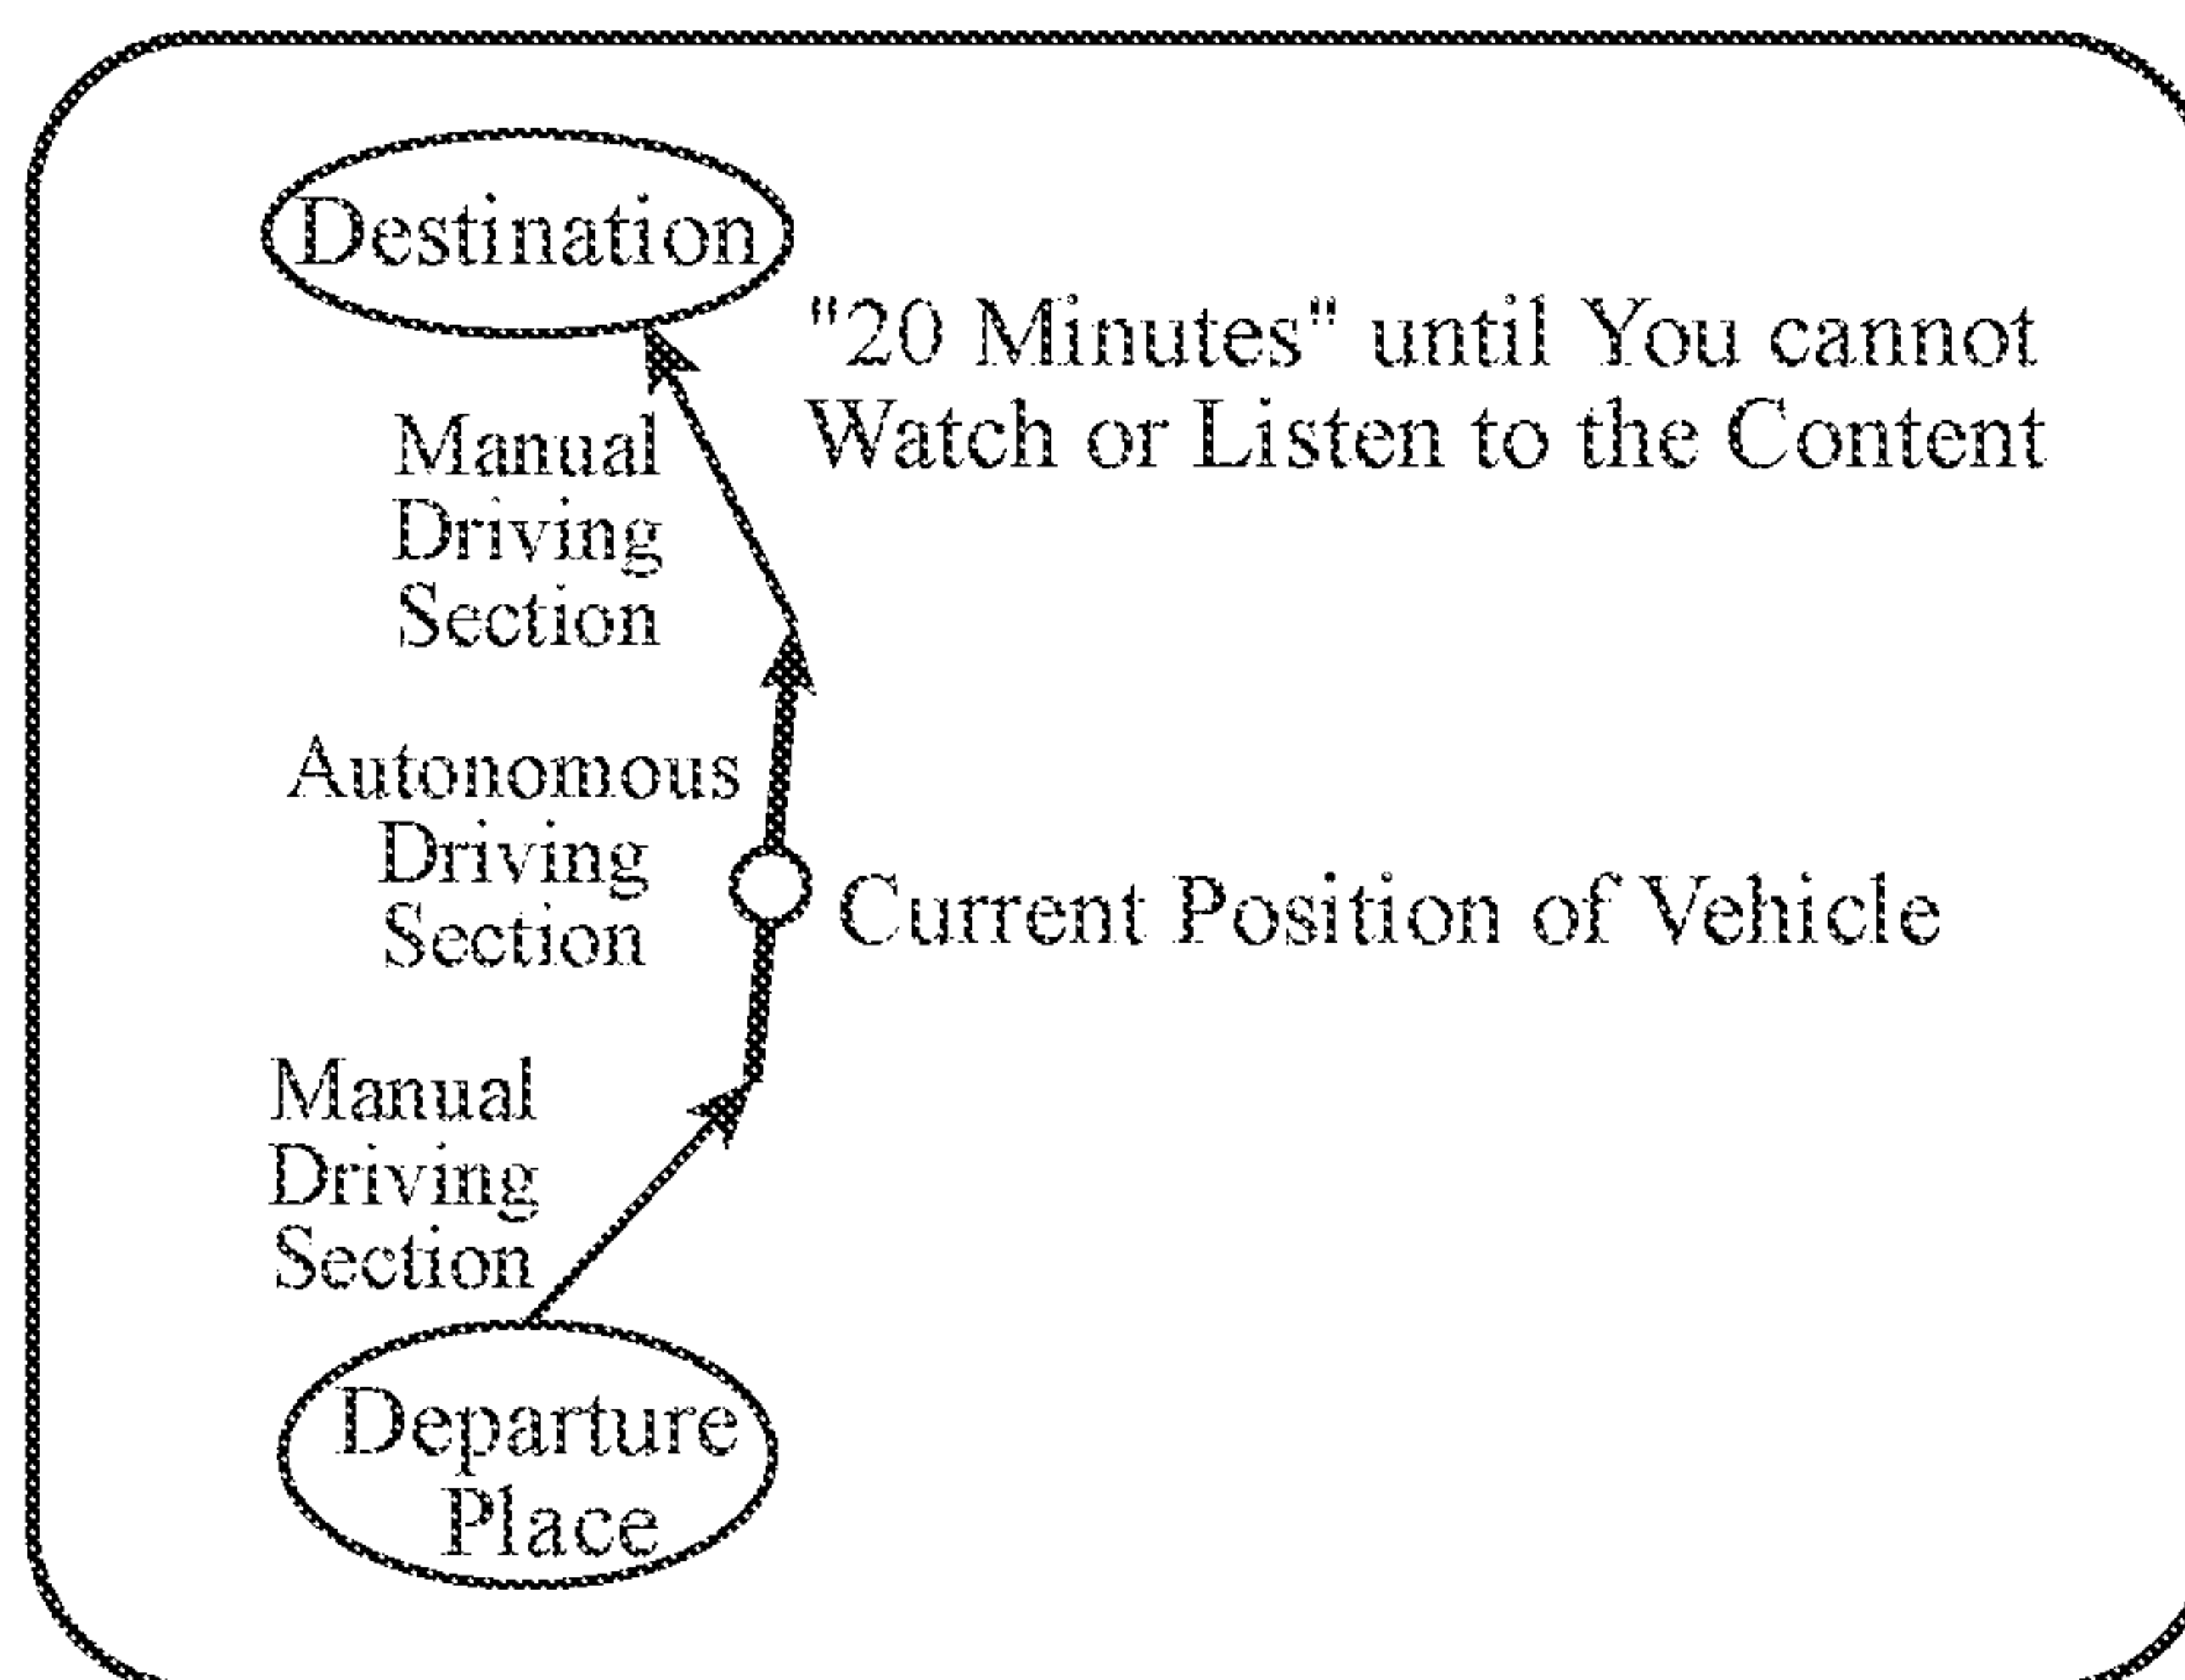 Destination
"20 Minutes" until You cannot
Watch or Listen to the Content
Manual
Driving
Section
Autonomous
Driving
Section
Current Position of Vehicle
Manual
Driving
Section
Departure
Place